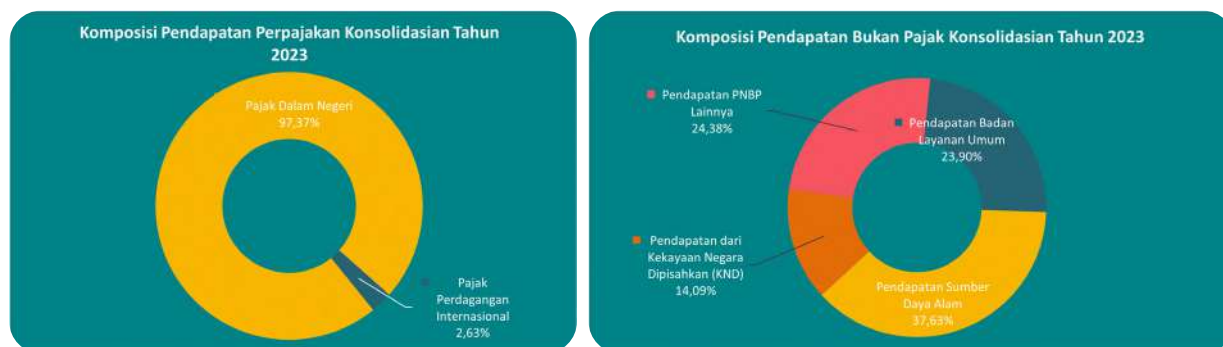 Komposisi Pendapatan Perpajakan Konsolidasian Tahun
2023
Pajak Dalam Negeri
97,37%
Pajak
Perdagangan
Internasional
2,63%
Komposisi Pendapatan Bukan Pajak Konsolidasian Tahun 2023
Pendapatan PNBP
Lainnya
24,38%
Pendapatan Badan
Layanan Umum
23,90%
Pendapatan dari
Kekayaan Negara
Dipisahkan (KND)
14,09%
Pendapatan Sumber
Daya Alam
37,63%